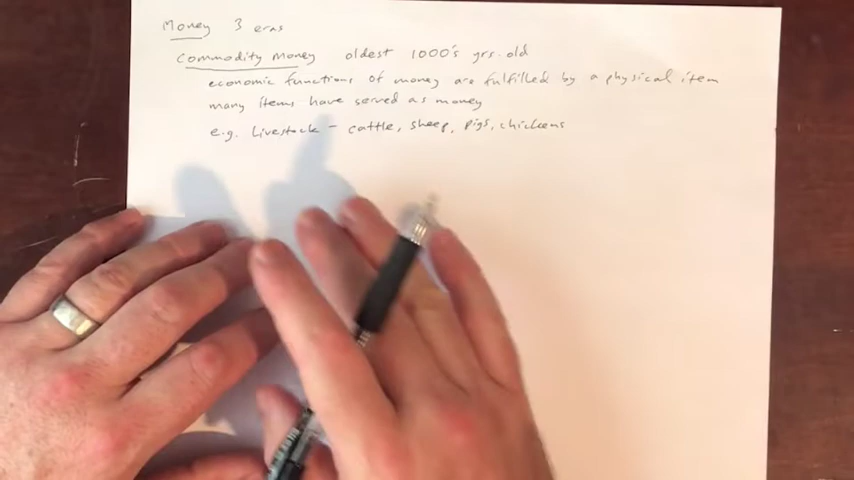 Money 3 eras
Commodity Money oldest 1000's yrs. old
economic functions of money are fulfilled by a physical item
many items have served as money
e.g. Livestock - cattle, sheep, pigs, chickens